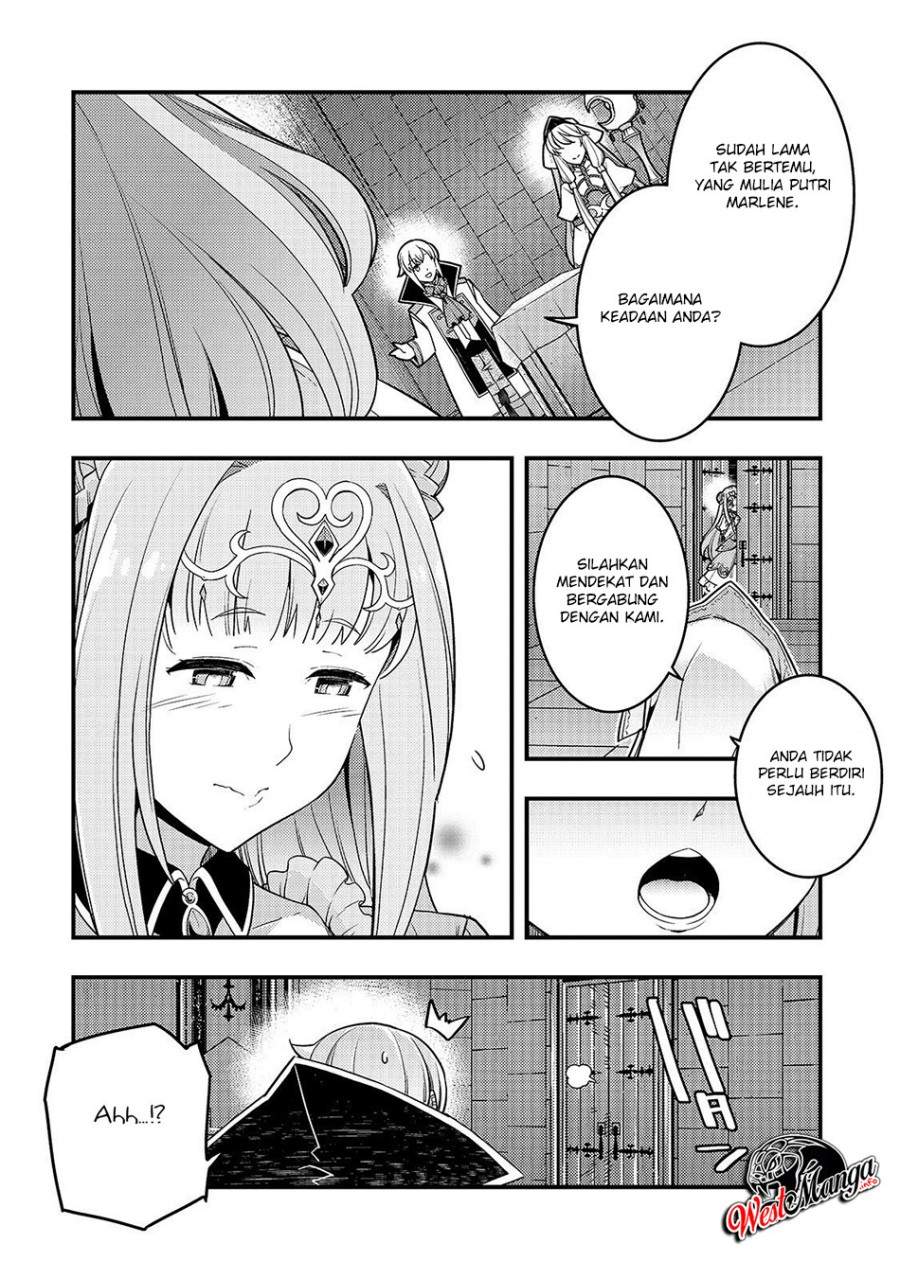 SUDAH LAMA
TAK BERTEMU,
YANG MULIA PUTRI
MARLENE.
BAGAIMANA
KEADAAN ANDA?
SILAHKAN
MENDEKAT DAN
BERGABUNG
DENGAN KAMI.
ANDA TIDAK
PERLU BERDIRI
SEJAUH ITU.
Ahh...!?
バタン
WestManga
.info